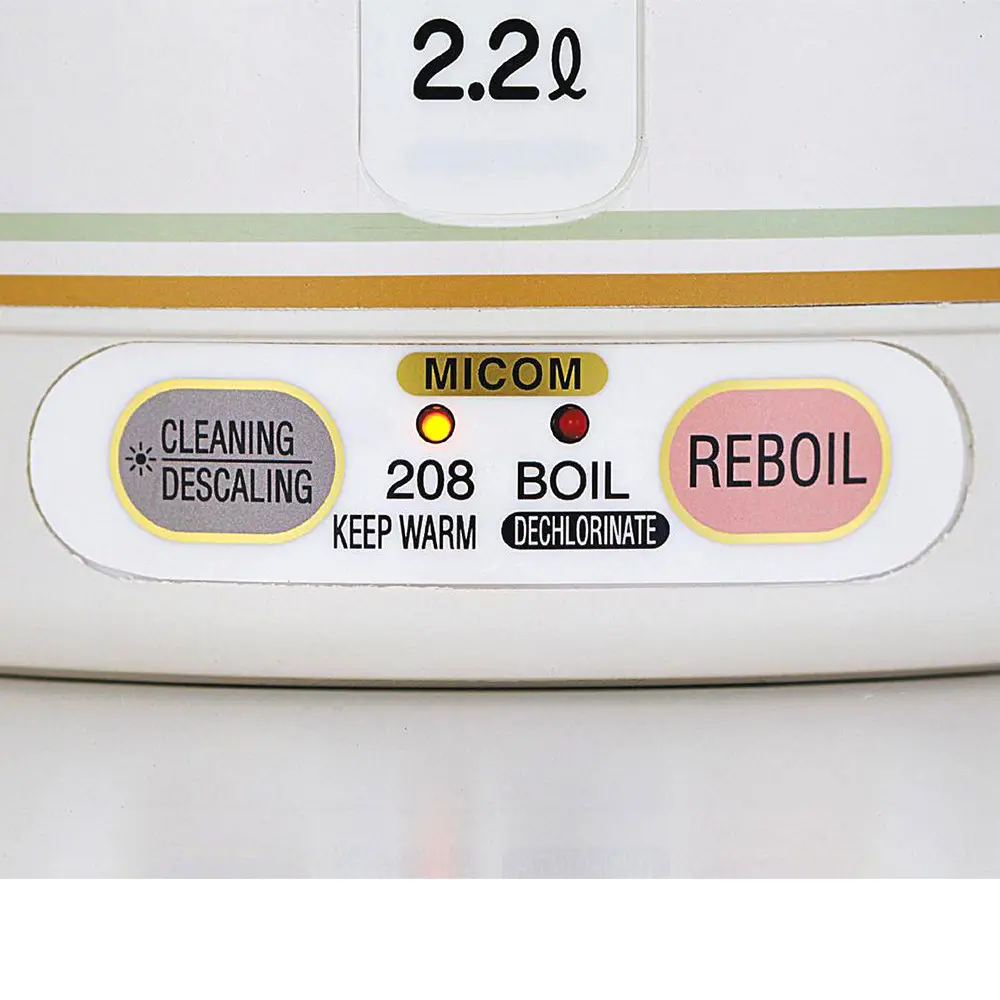 2.2ℓ
MICOM
CLEANING
DESCALING
208
KEEP WARM
BOIL
DECHLORINATE
REBOIL